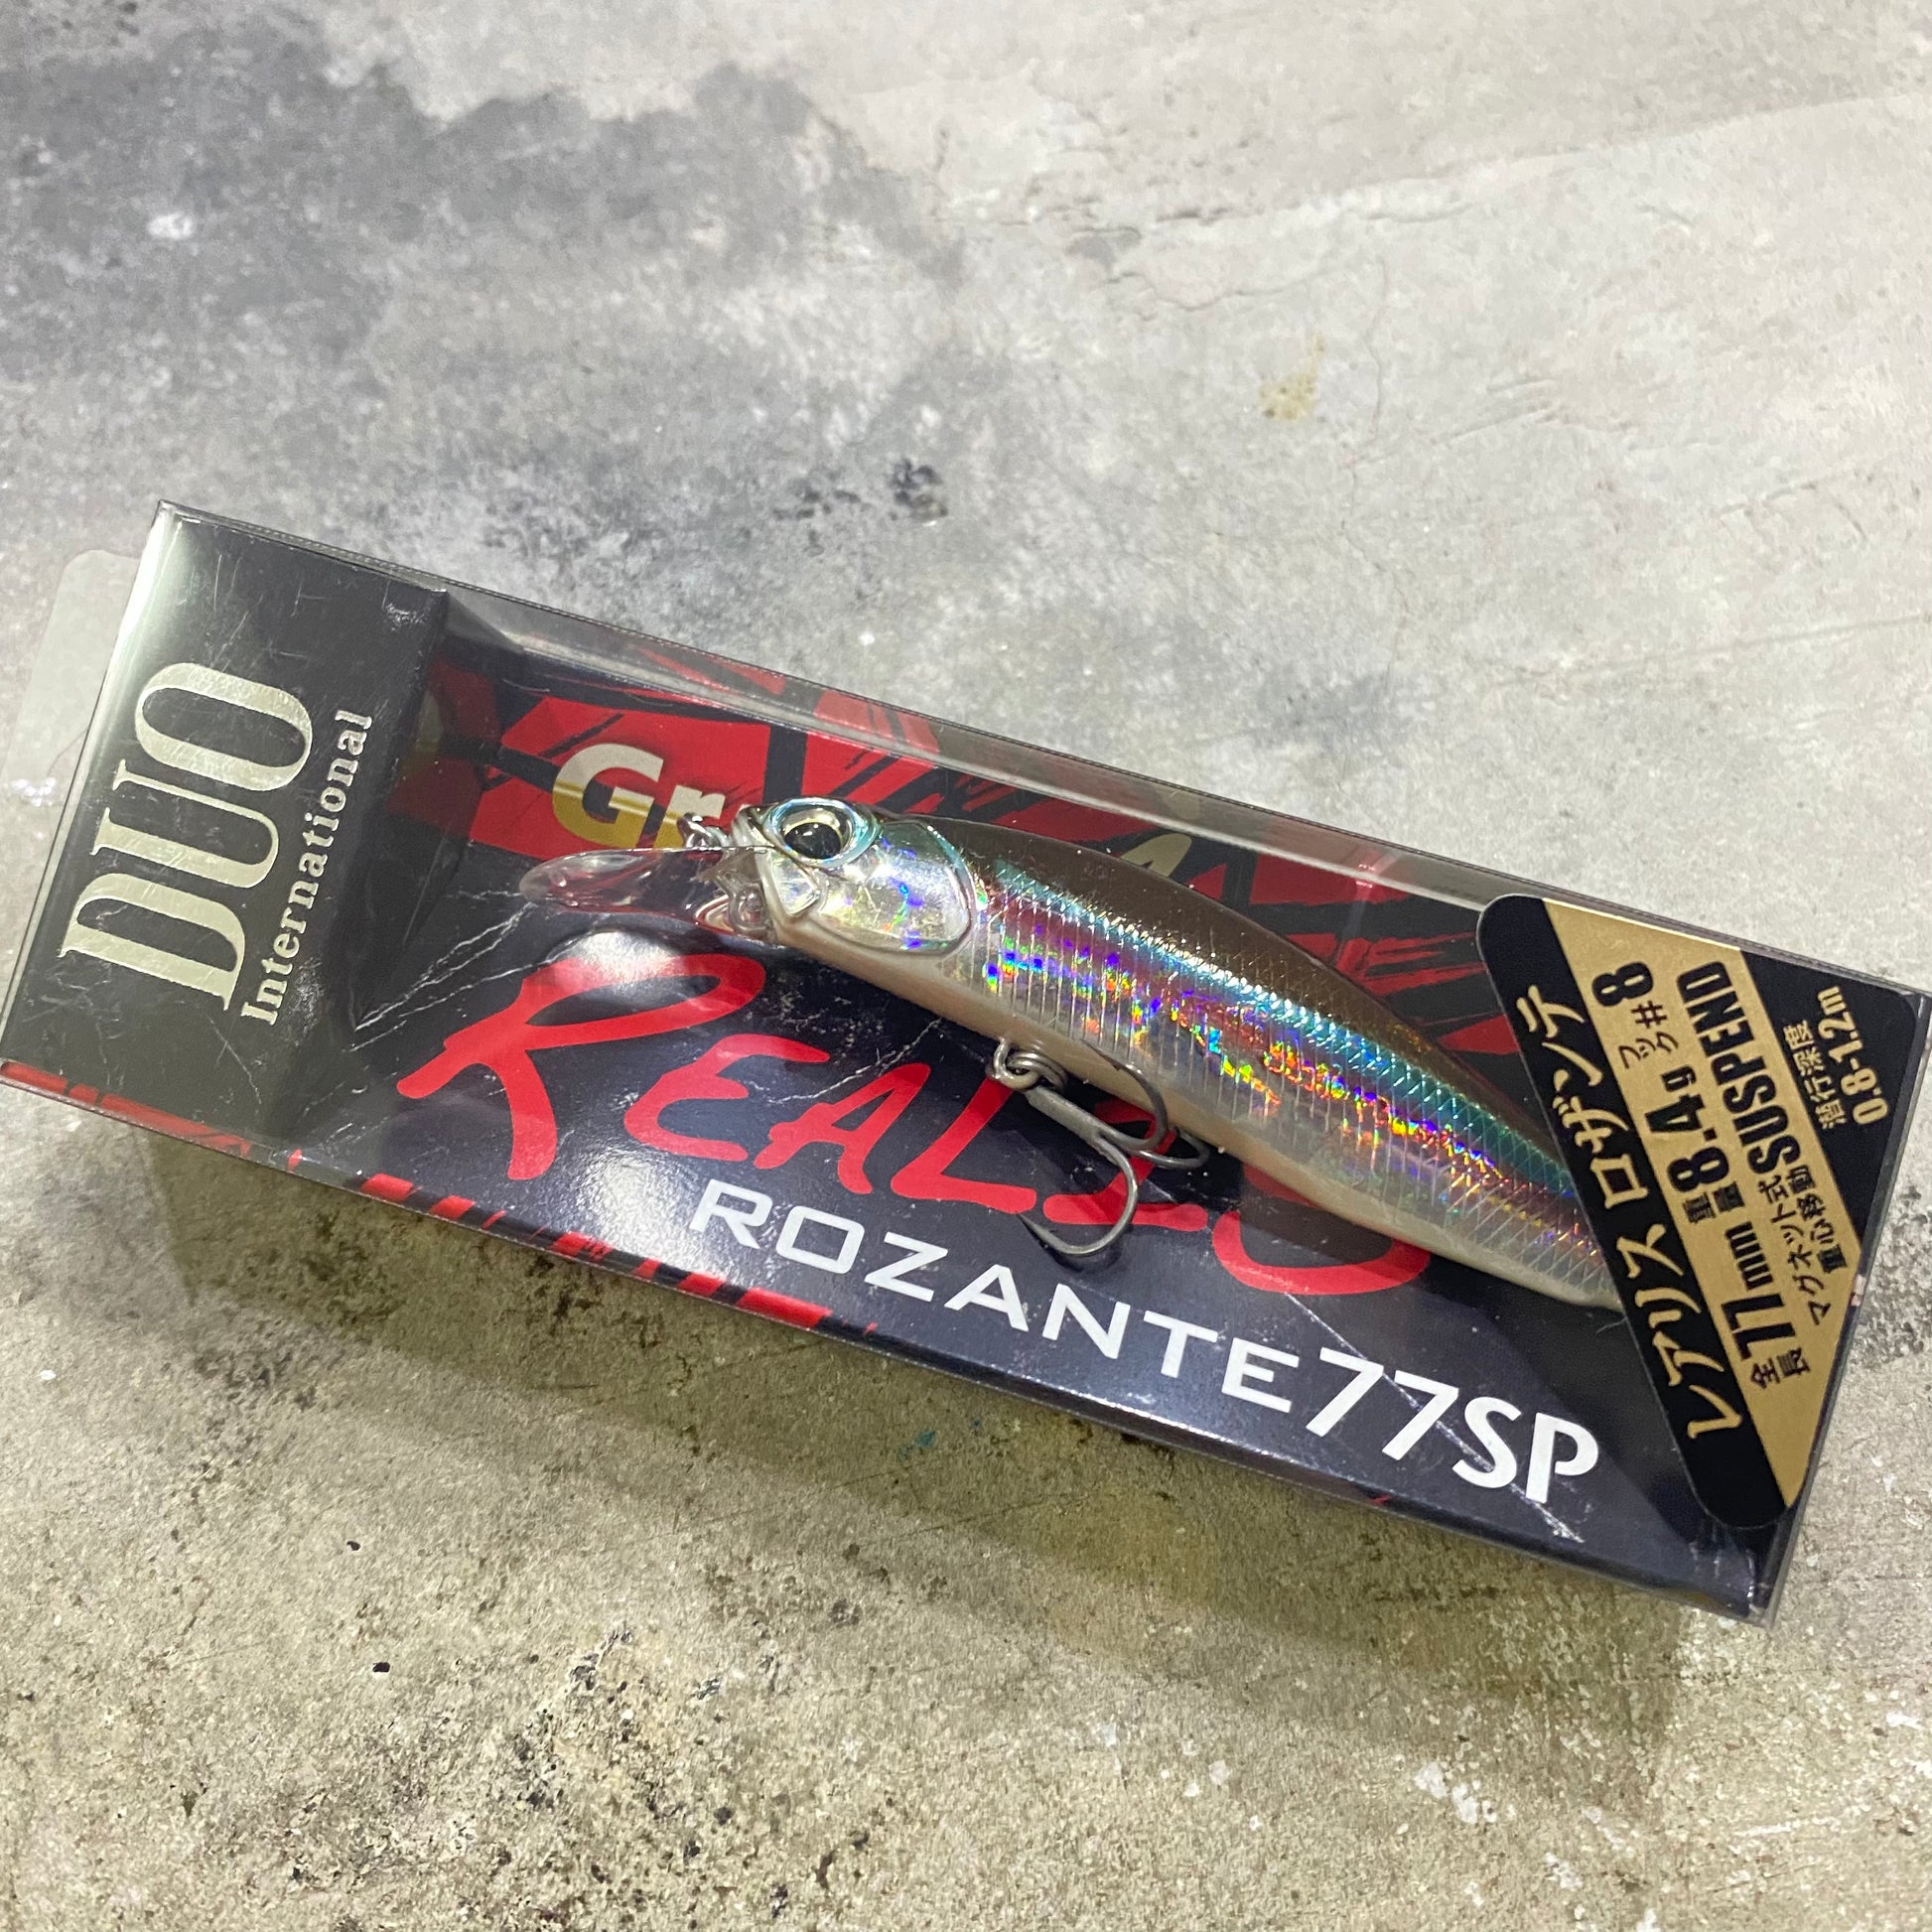 DUO
International
Gr
REALIS
ROZANTE77SP
レアリス ロザンテ
全長77mm 重量8.4g フック#8
マグネット式重心移動 SUSPEND
潜行深度
0.8-1.2m